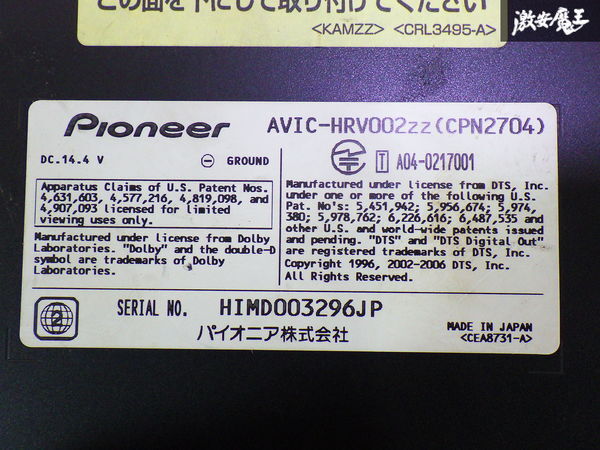 この面を下にして取り付けてください
<KAMZZ> <CRL3495-A>
激安魔王
Pioneer AVIC-HRV002zz(CPN2704)
DC.14.4 V ⊖ GROUND
T A04-0217001
Apparatus Claims of U.S. Patent Nos.
4,631,603, 4,577,216, 4,819,098, and
4,907,093 licensed for limited
viewing uses only.
Manufactured under license from Dolby
Laboratories. "Dolby" and the double-D
symbol are trademarks of Dolby
Laboratories.
Manufactured under license from DTS, Inc.
under one or more of the following U.S.
Pat. No's: 5,451,942; 5,956,674; 5,974,
380; 5,978,762; 6,226,616; 6,487,535 and
other U.S. and world-wide patents issued
and pending. "DTS" and "DTS Digital Out"
are registered trademarks of DTS, Inc.
Copyright 1996, 2002-2006 DTS, Inc.
All Rights Reserved.
2
SERIAL NO. HIMD003296JP
パイオニア株式会社
MADE IN JAPAN
<CEA8731-A>